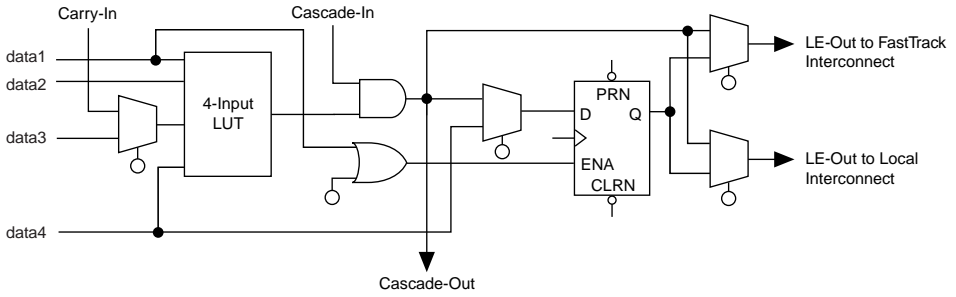 Carry-In
Cascade-In
data1
data2
data3
data4
4-Input
LUT
PRN
D
Q
ENA
CLRN
LE-Out to FastTrack
Interconnect
LE-Out to Local
Interconnect
Cascade-Out